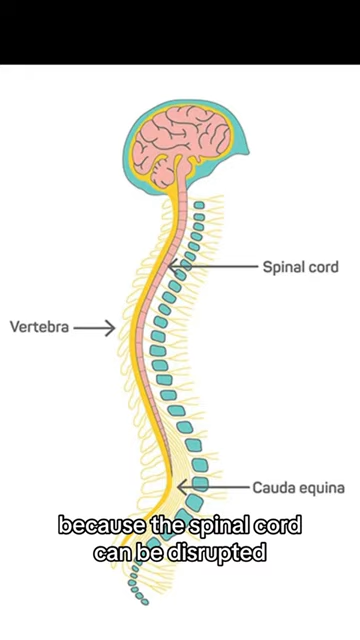 Spinal cord
Vertebra
Cauda equina
because the spinal cord
can be disrupted